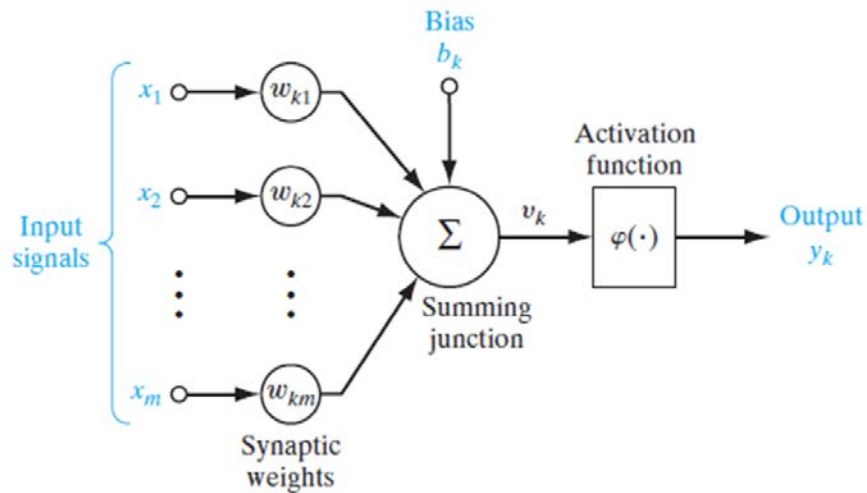 Bias
b_k
x_1
w_k1
Activation
function
x_2
w_k2
Input
signals
Σ
v_k
φ(·)
Output
y_k
Summing
junction
x_m
w_km
Synaptic
weights